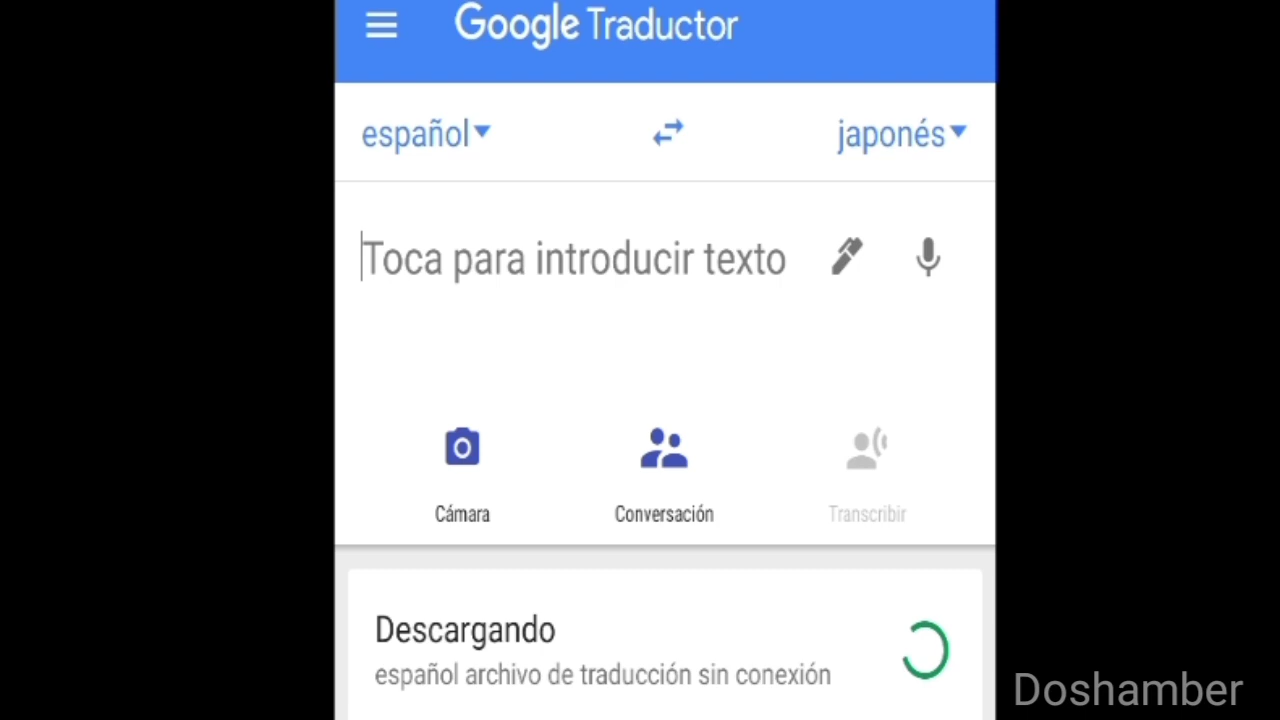 Google Traductor
español japonés
Toca para introducir texto
Cámara Conversación Transcribir
Descargando
español archivo de traducción sin conexión
Doshamber